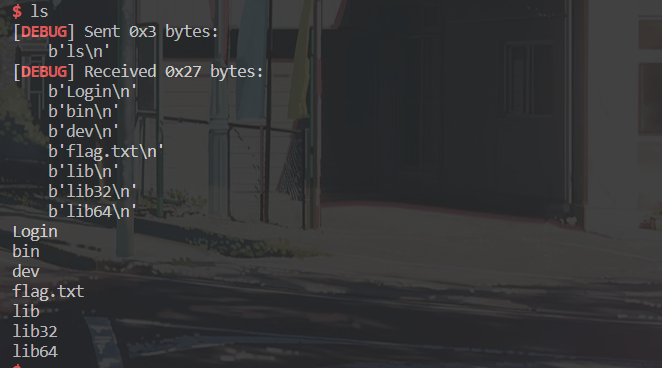 $ ls
[DEBUG] Sent 0x3 bytes:
    b'ls\n'
[DEBUG] Received 0x27 bytes:
    b'Login\n'
    b'bin\n'
    b'dev\n'
    b'flag.txt\n'
    b'lib\n'
    b'lib32\n'
    b'lib64\n'
Login
bin
dev
flag.txt
lib
lib32
lib64